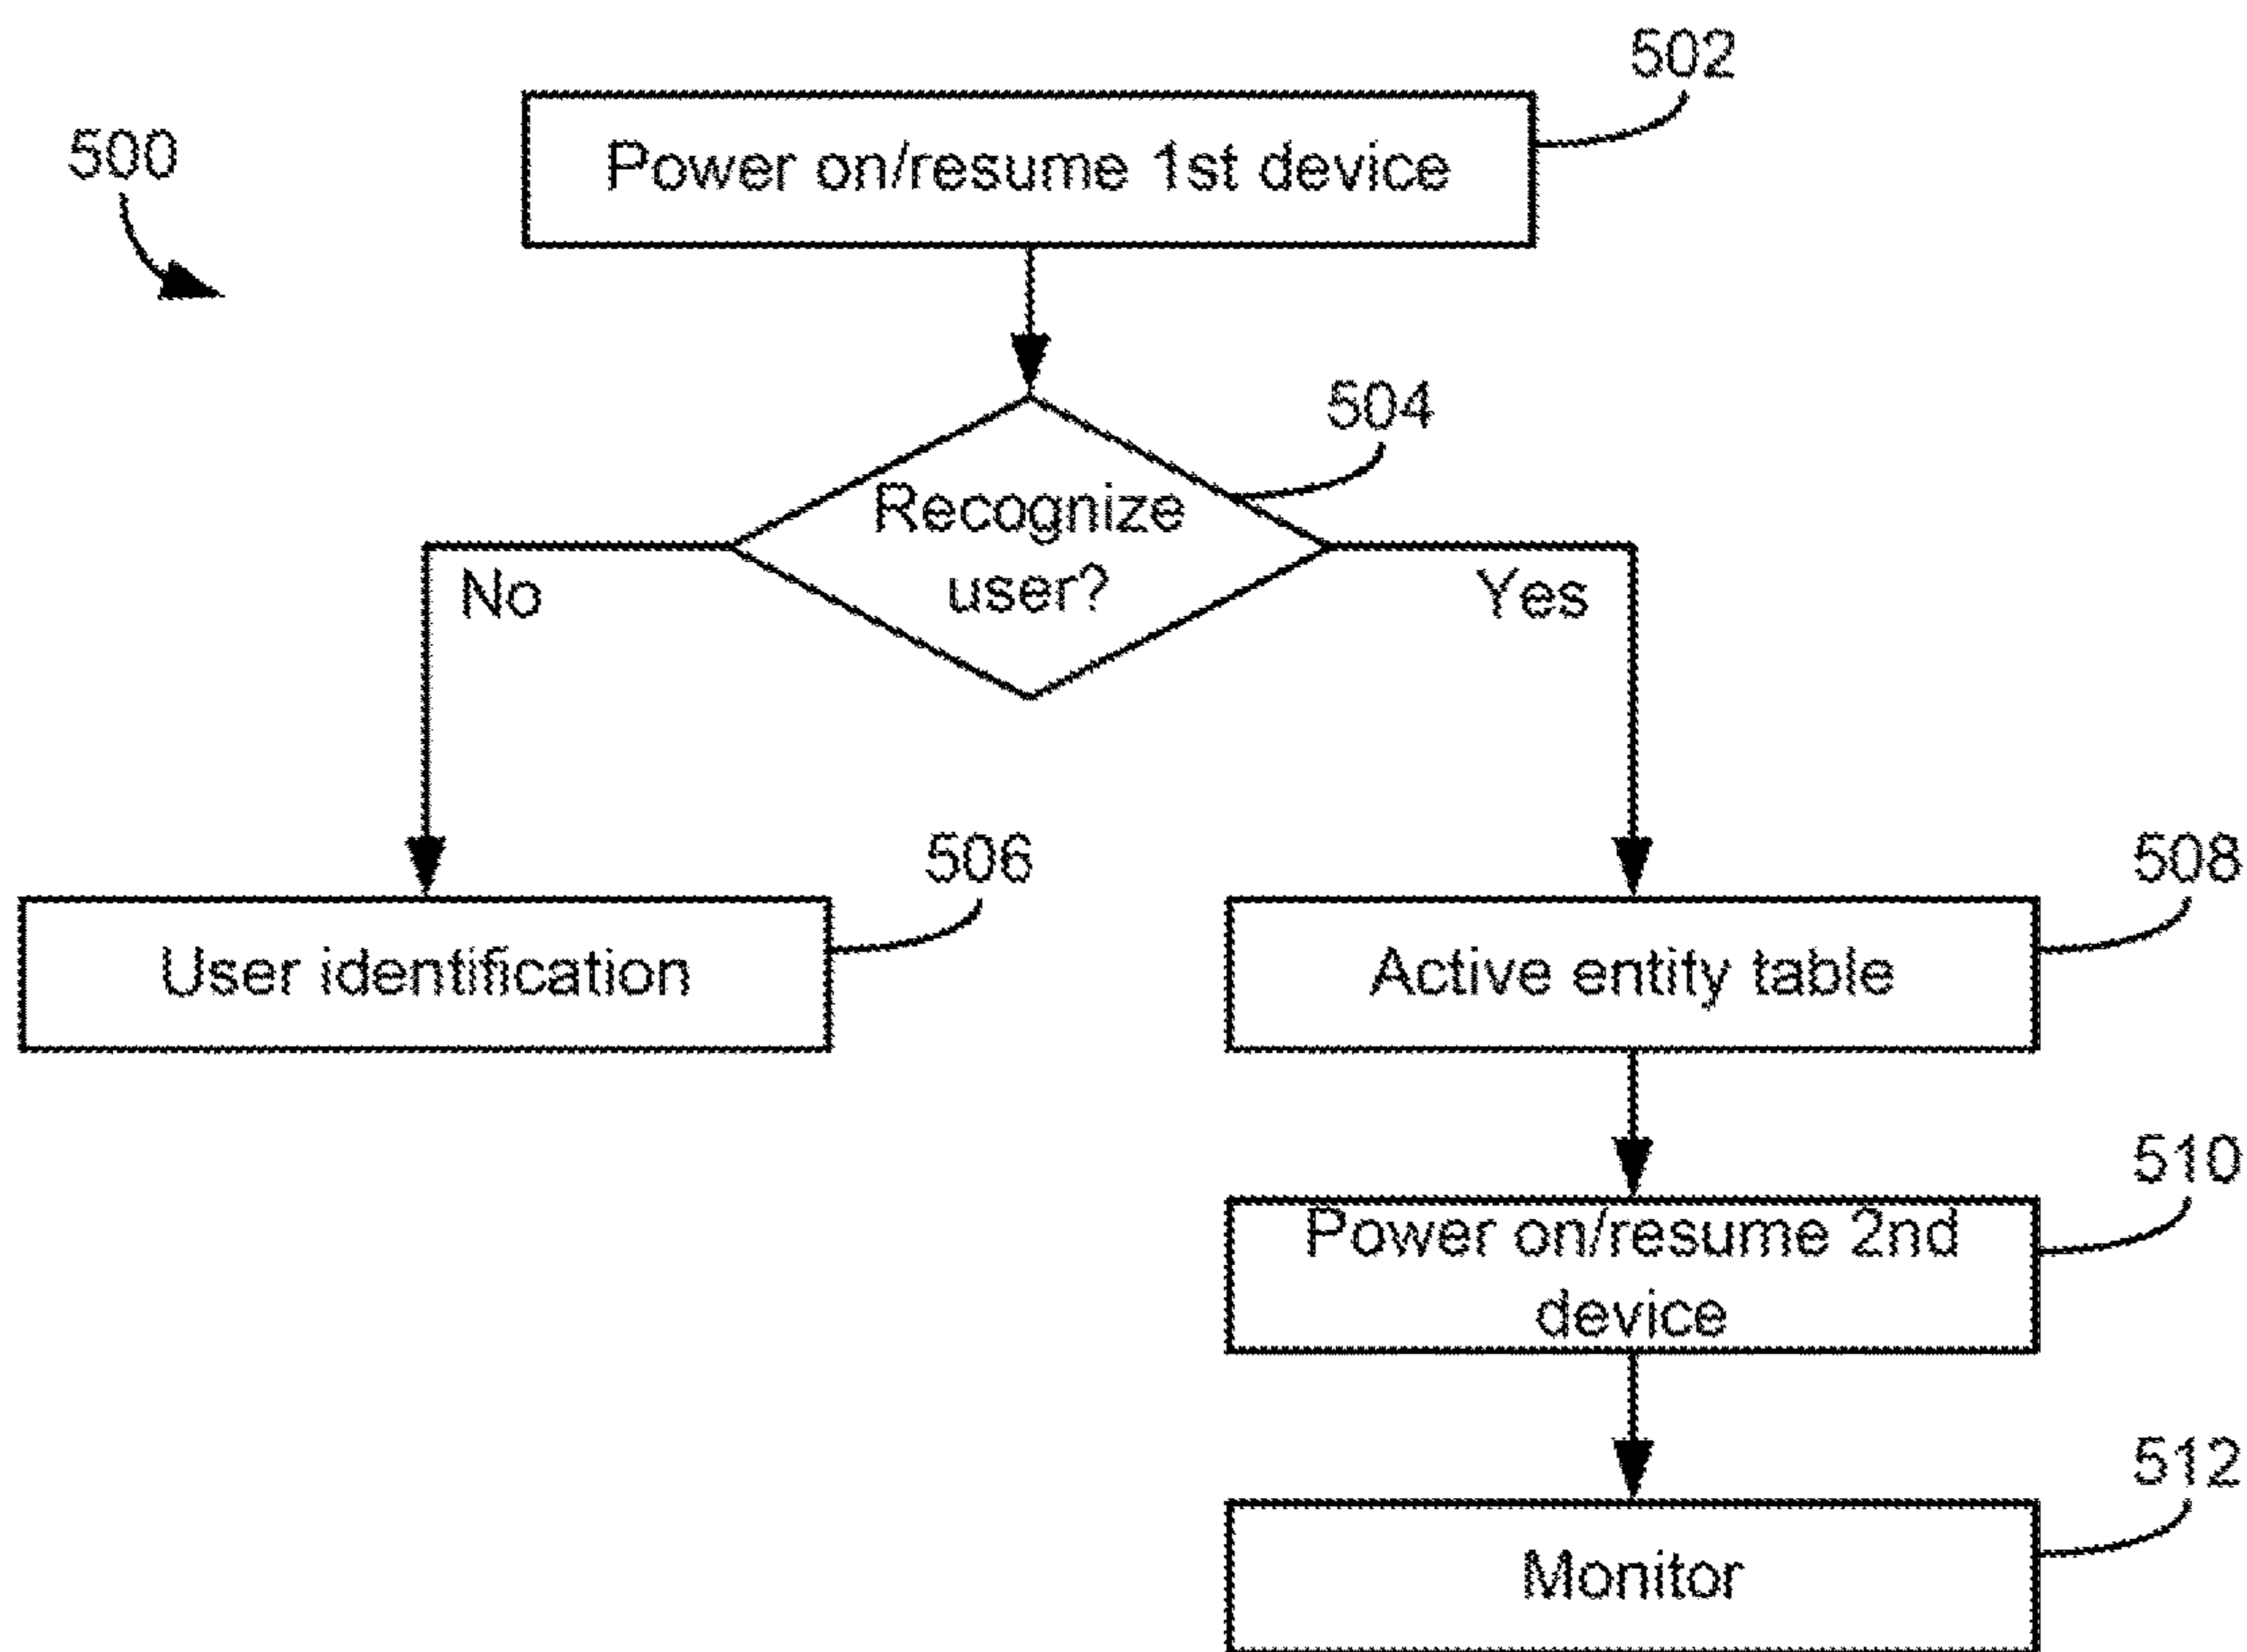 502
500
Power on/resume 1st device
504
Recognize
user?
No
Yes
506
508
User identification
Active entity table
510
Power on/resume 2nd
device
512
Monitor